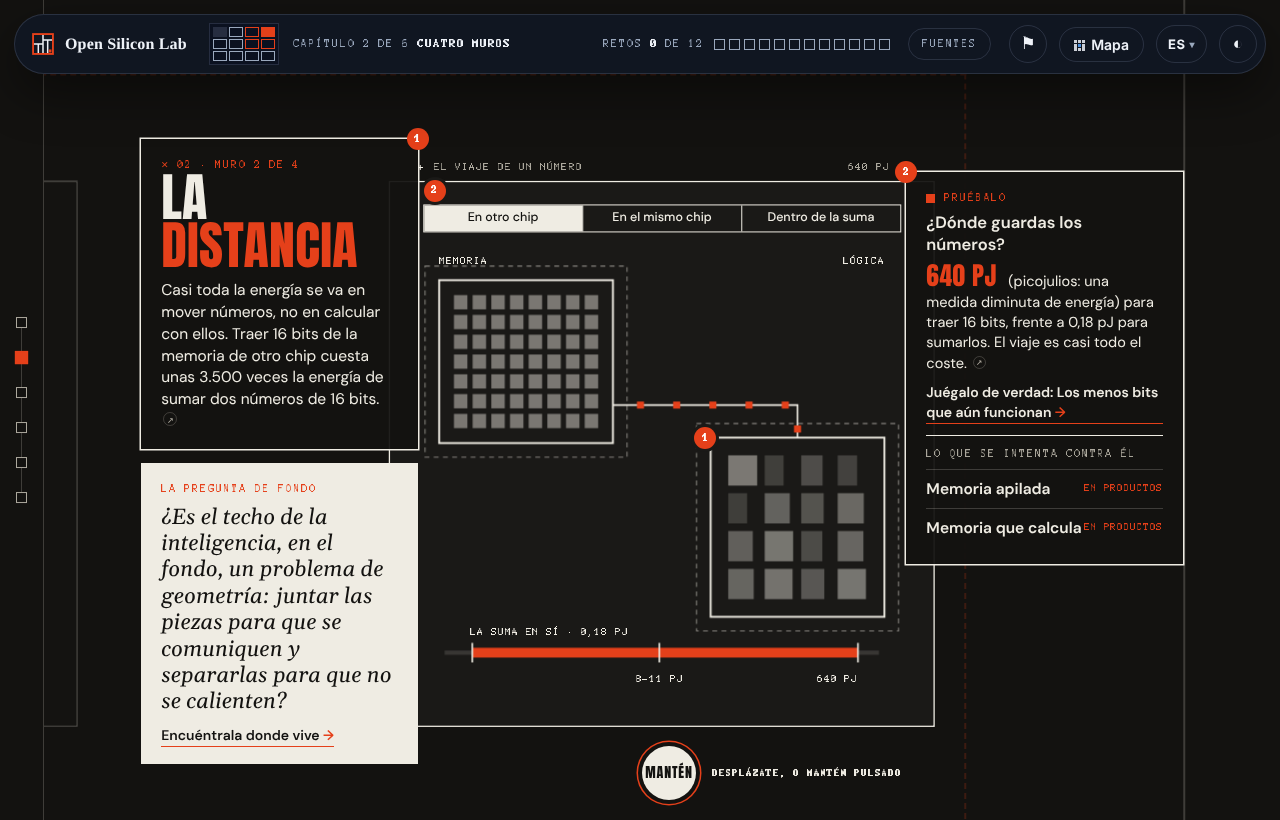 Open Silicon Lab
CAPÍTULO 2 DE 6 CUATRO MUROS
RETOS 0 DE 12
FUENTES
Mapa
ES
1
× 02 · MURO 2 DE 4
LA
DISTANCIA
Casi toda la energía se va en
mover números, no en calcular
con ellos. Traer 16 bits de la
memoria de otro chip cuesta
unas 3.500 veces la energía de
sumar dos números de 16 bits.
LA PREGUNTA DE FONDO
¿Es el techo de la
inteligencia, en el
fondo, un problema de
geometría: juntar las
piezas para que se
comuniquen y
separarlas para que no
se calienten?
Encuéntrala donde vive →
+ EL VIAJE DE UN NÚMERO
640 PJ
2
En otro chip
En el mismo chip
Dentro de la suma
MEMORIA
LÓGICA
1
LA SUMA EN SÍ · 0,18 PJ
8–11 PJ
640 PJ
MANTÉN
DESPLÁZATE, O MANTÉN PULSADO
2
PRUÉBALO
¿Dónde guardas los
números?
640 PJ (picojulios: una
medida diminuta de energía) para
traer 16 bits, frente a 0,18 pJ para
sumarlos. El viaje es casi todo el
coste.
Juégalo de verdad: Los menos bits
que aún funcionan →
LO QUE SE INTENTA CONTRA ÉL
Memoria apilada EN PRODUCTOS
Memoria que calcula EN PRODUCTOS